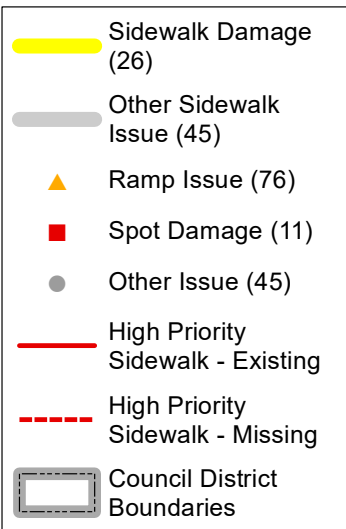 Sidewalk Damage
(26)
Other Sidewalk
Issue (45)
Ramp Issue (76)
Spot Damage (11)
Other Issue (45)
High Priority
Sidewalk - Existing
High Priority
Sidewalk - Missing
Council District
Boundaries